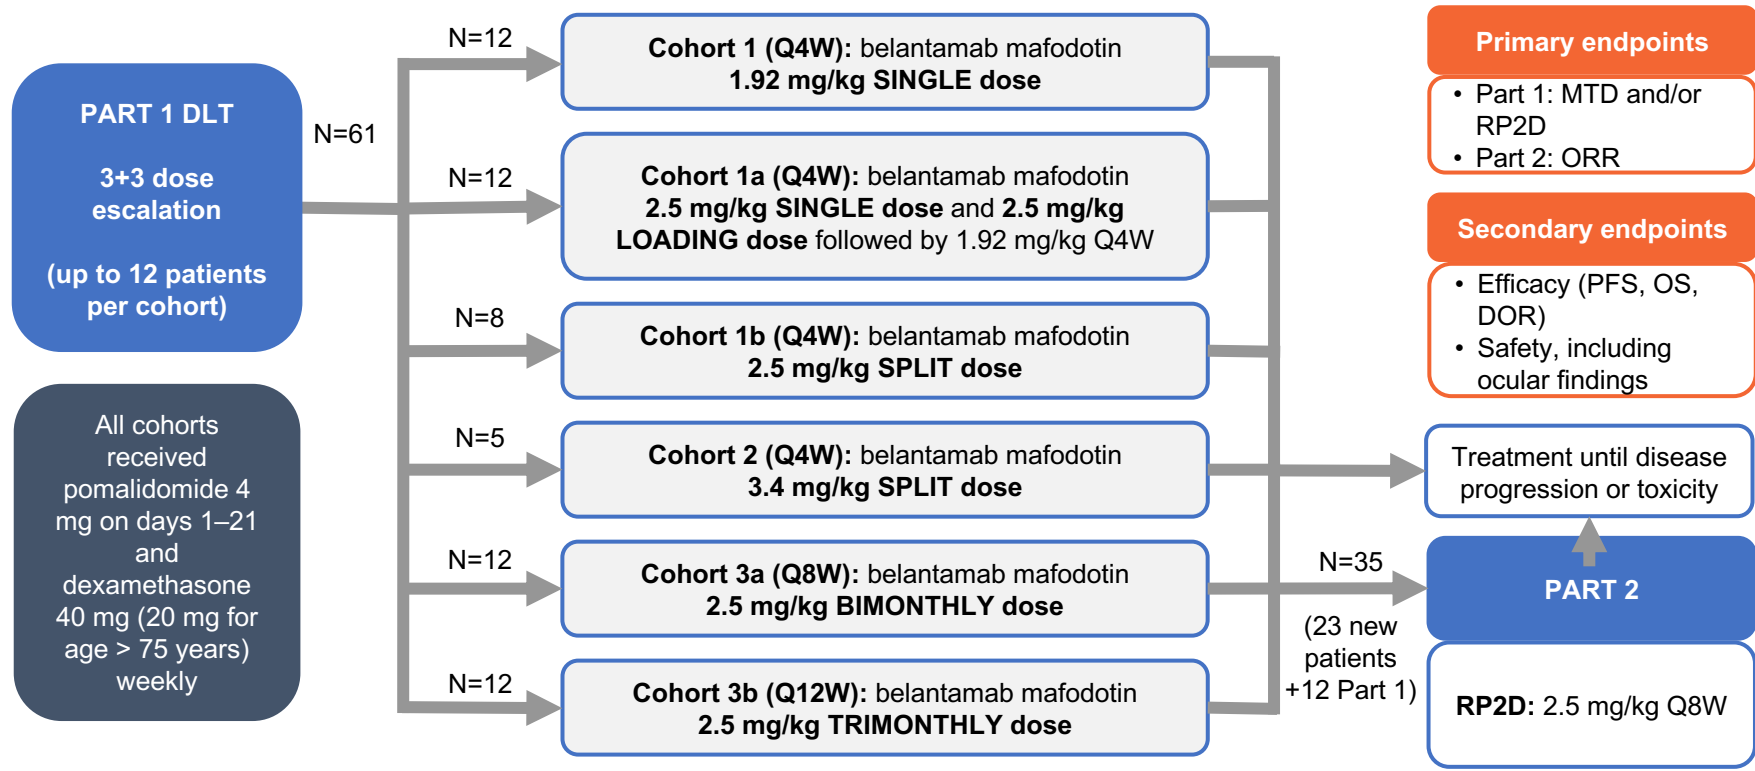 PART 1 DLT
3+3 dose
escalation
(up to 12 patients
per cohort)
All cohorts
received
pomalidomide 4
mg on days 1–21
and
dexamethasone
40 mg (20 mg for
age > 75 years)
weekly
N=61
N=12
Cohort 1 (Q4W): belantamab mafodotin
1.92 mg/kg SINGLE dose
N=12
Cohort 1a (Q4W): belantamab mafodotin
2.5 mg/kg SINGLE dose and 2.5 mg/kg
LOADING dose followed by 1.92 mg/kg Q4W
N=8
Cohort 1b (Q4W): belantamab mafodotin
2.5 mg/kg SPLIT dose
N=5
Cohort 2 (Q4W): belantamab mafodotin
3.4 mg/kg SPLIT dose
N=12
Cohort 3a (Q8W): belantamab mafodotin
2.5 mg/kg BIMONTHLY dose
N=12
Cohort 3b (Q12W): belantamab mafodotin
2.5 mg/kg TRIMONTHLY dose
Primary endpoints
• Part 1: MTD and/or
RP2D
• Part 2: ORR
Secondary endpoints
• Efficacy (PFS, OS,
DOR)
• Safety, including
ocular findings
Treatment until disease
progression or toxicity
N=35
(23 new
patients
+12 Part 1)
PART 2
RP2D: 2.5 mg/kg Q8W